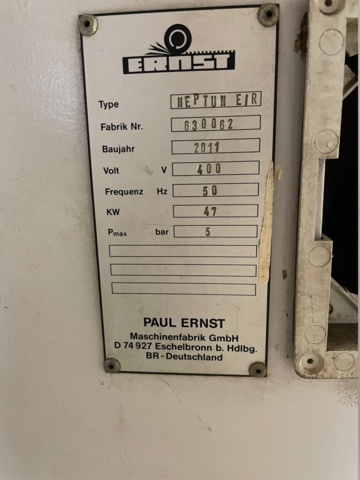 ERNST
Type NEPTUN E/R
Fabrik Nr. 630062
Baujahr 2011
Volt V 400
Frequenz Hz 50
KW 47
Pmax bar 5
PAUL ERNST
Maschinenfabrik GmbH
D 74 927 Eschelbronn b. Hdlbg.
BR - Deutschland